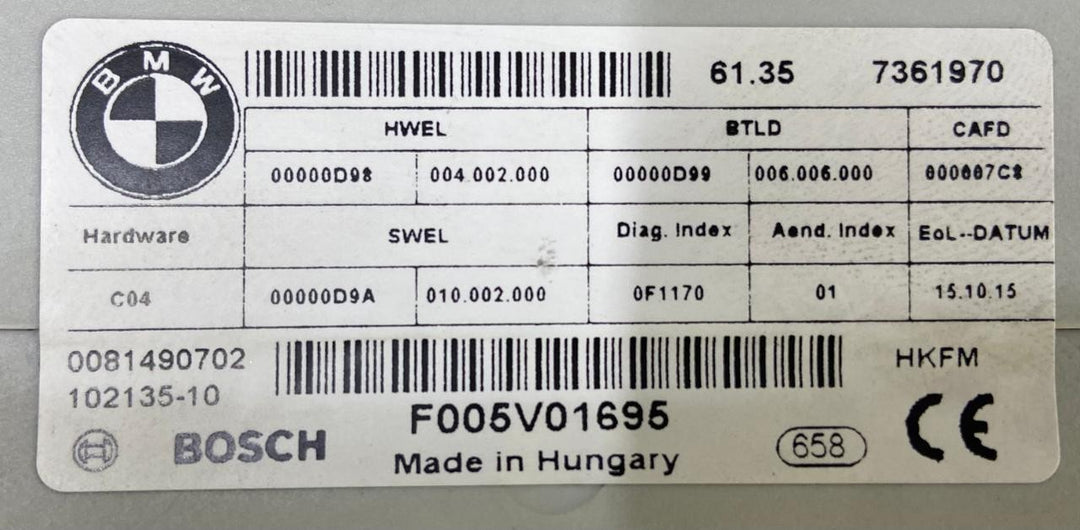 BMW
61.35 7361970
HWEL BTLD CAFD
00000D98 004.002.000 00000D99 006.006.000 000007C8
Hardware SWEL Diag. Index Aend. Index EoL--DATUM
C04 00000D9A 010.002.000 0F1170 01 15.10.15
0081490702 HKFM
102135-10
F005V01695
BOSCH Made in Hungary 658 CE